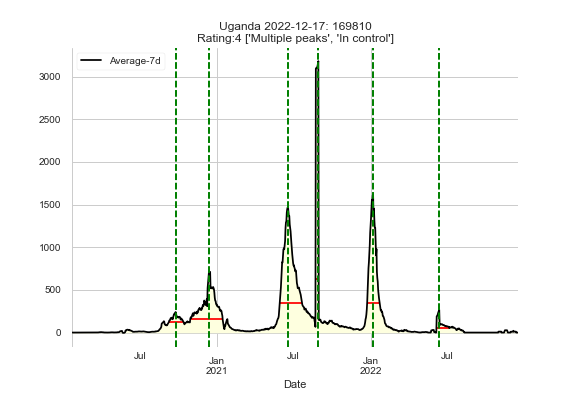 Uganda 2022-12-17: 169810
Rating:4 ['Multiple peaks', 'In control']
Average-7d
3000
2500
2000
1500
1000
500
0
Jul
Jan
2021
Jul
Jan
2022
Jul
Date